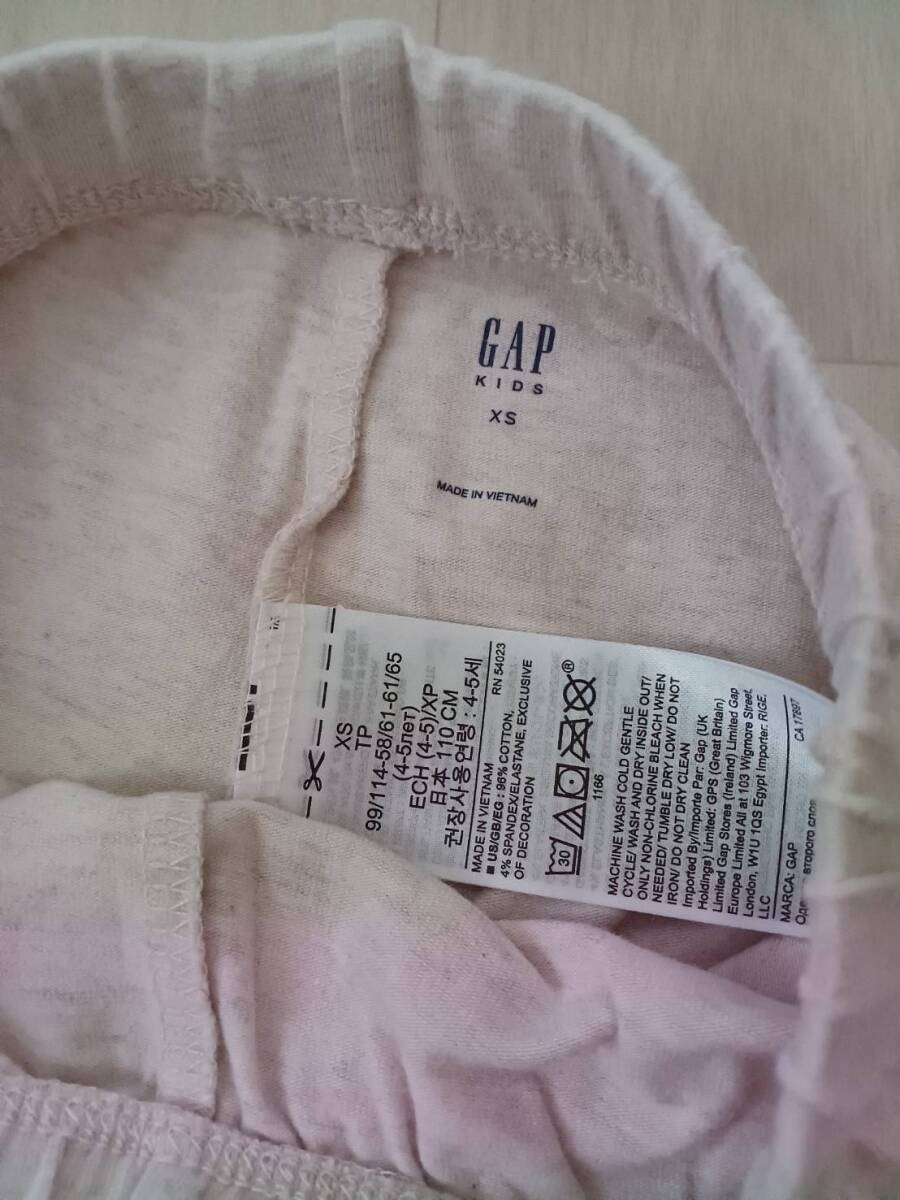 GAP
KIDS
XS
MADE IN VIETNAM
XS
TP
99/114-58/61-61/65
(4-5лет)
ECH (4-5)/XP
日本 110 CM
권장사용연령 : 4-5세
MADE IN VIETNAM RN 54023
■ US/GB/EG : 96% COTTON,
4% SPANDEX/ELASTANE, EXCLUSIVE
OF DECORATION
30
®
1166
MACHINE WASH COLD GENTLE
CYCLE/ WASH AND DRY INSIDE OUT/
ONLY NON-CHLORINE BLEACH WHEN
NEEDED/ TUMBLE DRY LOW/ DO NOT
IRON/ DO NOT DRY CLEAN
Imported By/Importe Par: Gap (UK
Holdings) Limited: GPS (Great Britain)
Limited Gap Stores (Ireland) Limited Gap
Europe Limited All at 103 Wigmore Street,
London, W1U 1QS Egypt Importer: RIGE,
LLC
MARCA: GAP CA 17897
второго слоя